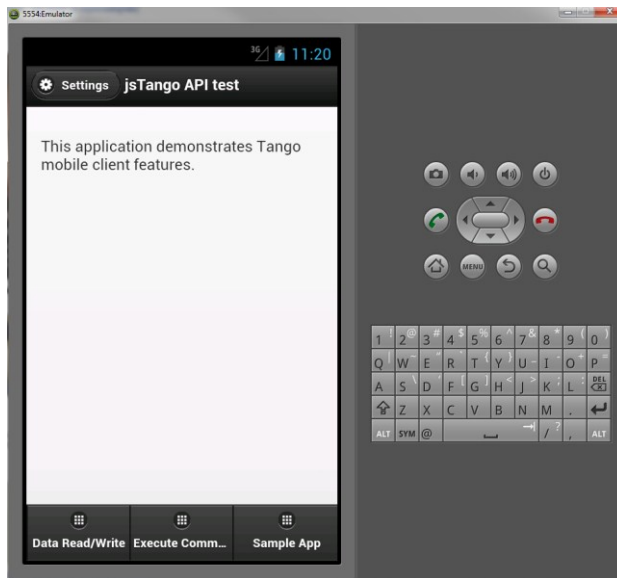 5554:Emulator
36 11:20
Settings jsTango API test
This application demonstrates Tango
mobile client features.
Data Read/Write Execute Comm... Sample App
MENU
1 ! 2 @ 3 # 4 $ 5 % 6 ^ 7 & 8 * 9 ( 0 )
Q | W ~ E " R ` T { Y } U - I - O + P =
A S \ D ' F [ G ] H < J > K ; L : DEL
Z X C V B N M .
ALT SYM @ / ? , ALT